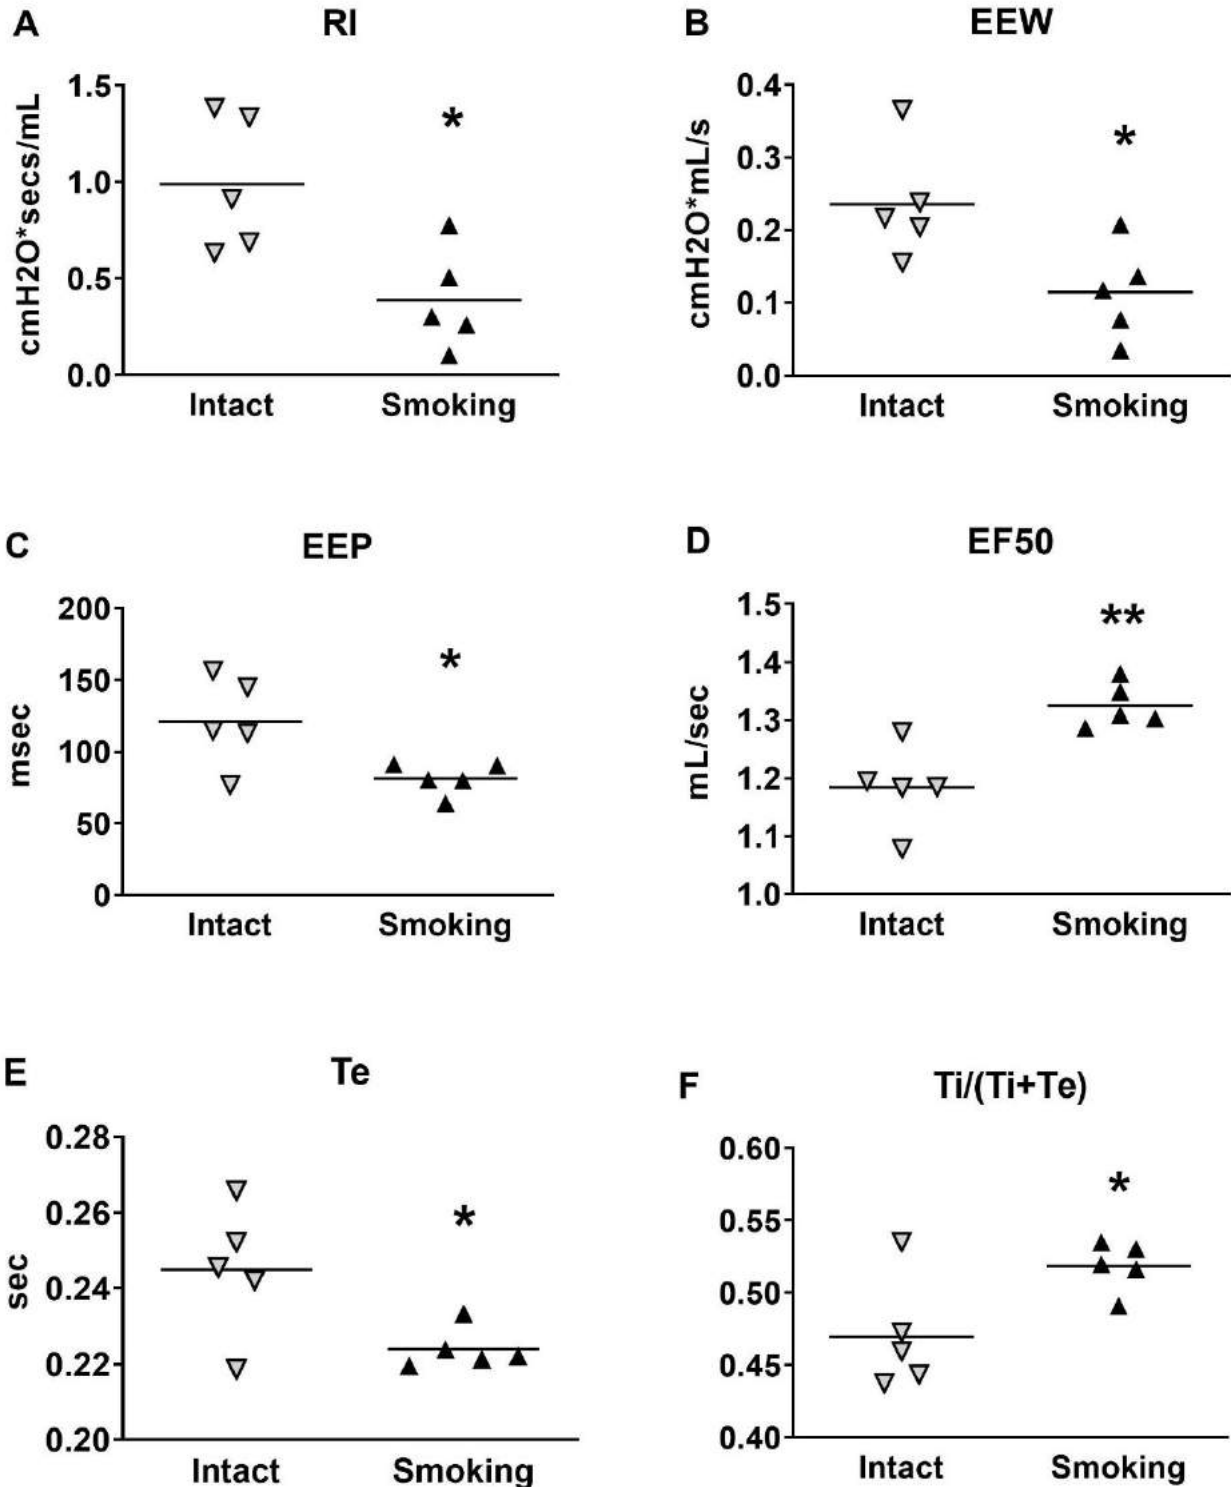 A
RI
cmH2O*secs/mL
1.5
1.0
0.5
0.0
*
Intact
Smoking
B
EEW
cmH2O*mL/s
0.4
0.3
0.2
0.1
0.0
*
Intact
Smoking
C
EEP
msec
200
150
100
50
0
*
Intact
Smoking
D
EF50
mL/sec
1.5
1.4
1.3
1.2
1.1
1.0
**
Intact
Smoking
E
Te
sec
0.28
0.26
0.24
0.22
0.20
*
Intact
Smoking
F
Ti/(Ti+Te)
0.60
0.55
0.50
0.45
0.40
*
Intact
Smoking